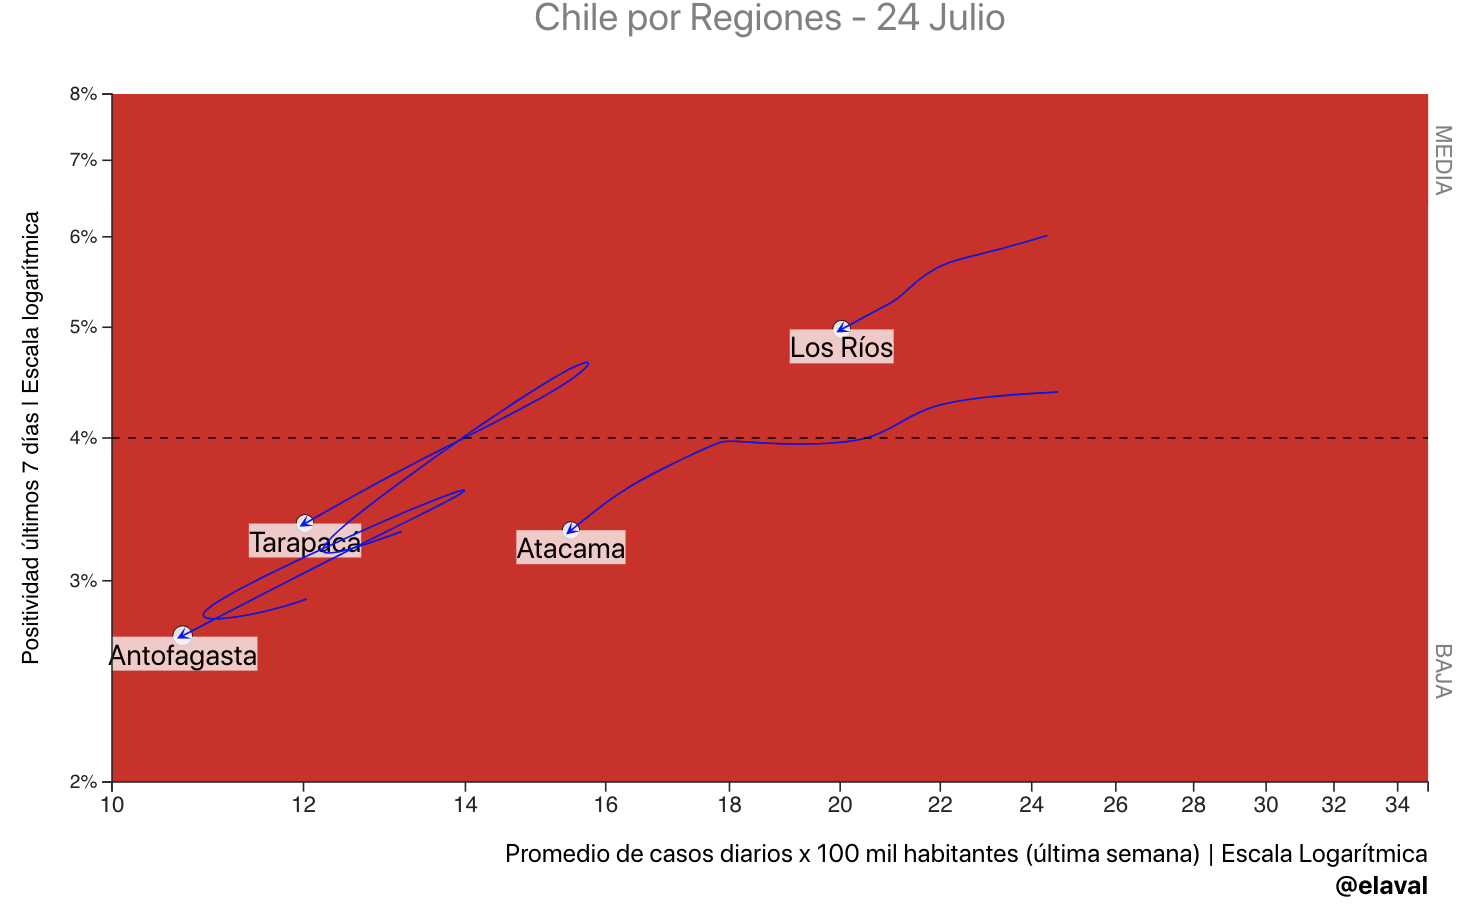 Chile por Regiones - 24 Julio
8%
7%
6%
5%
4%
3%
2%
Positividad últimos 7 días | Escala logarítmica
MEDIA
BAJA
Los Ríos
Tarapacá
Atacama
Antofagasta
10 12 14 16 18 20 22 24 26 28 30 32 34
Promedio de casos diarios x 100 mil habitantes (última semana) | Escala Logarítmica
@elaval